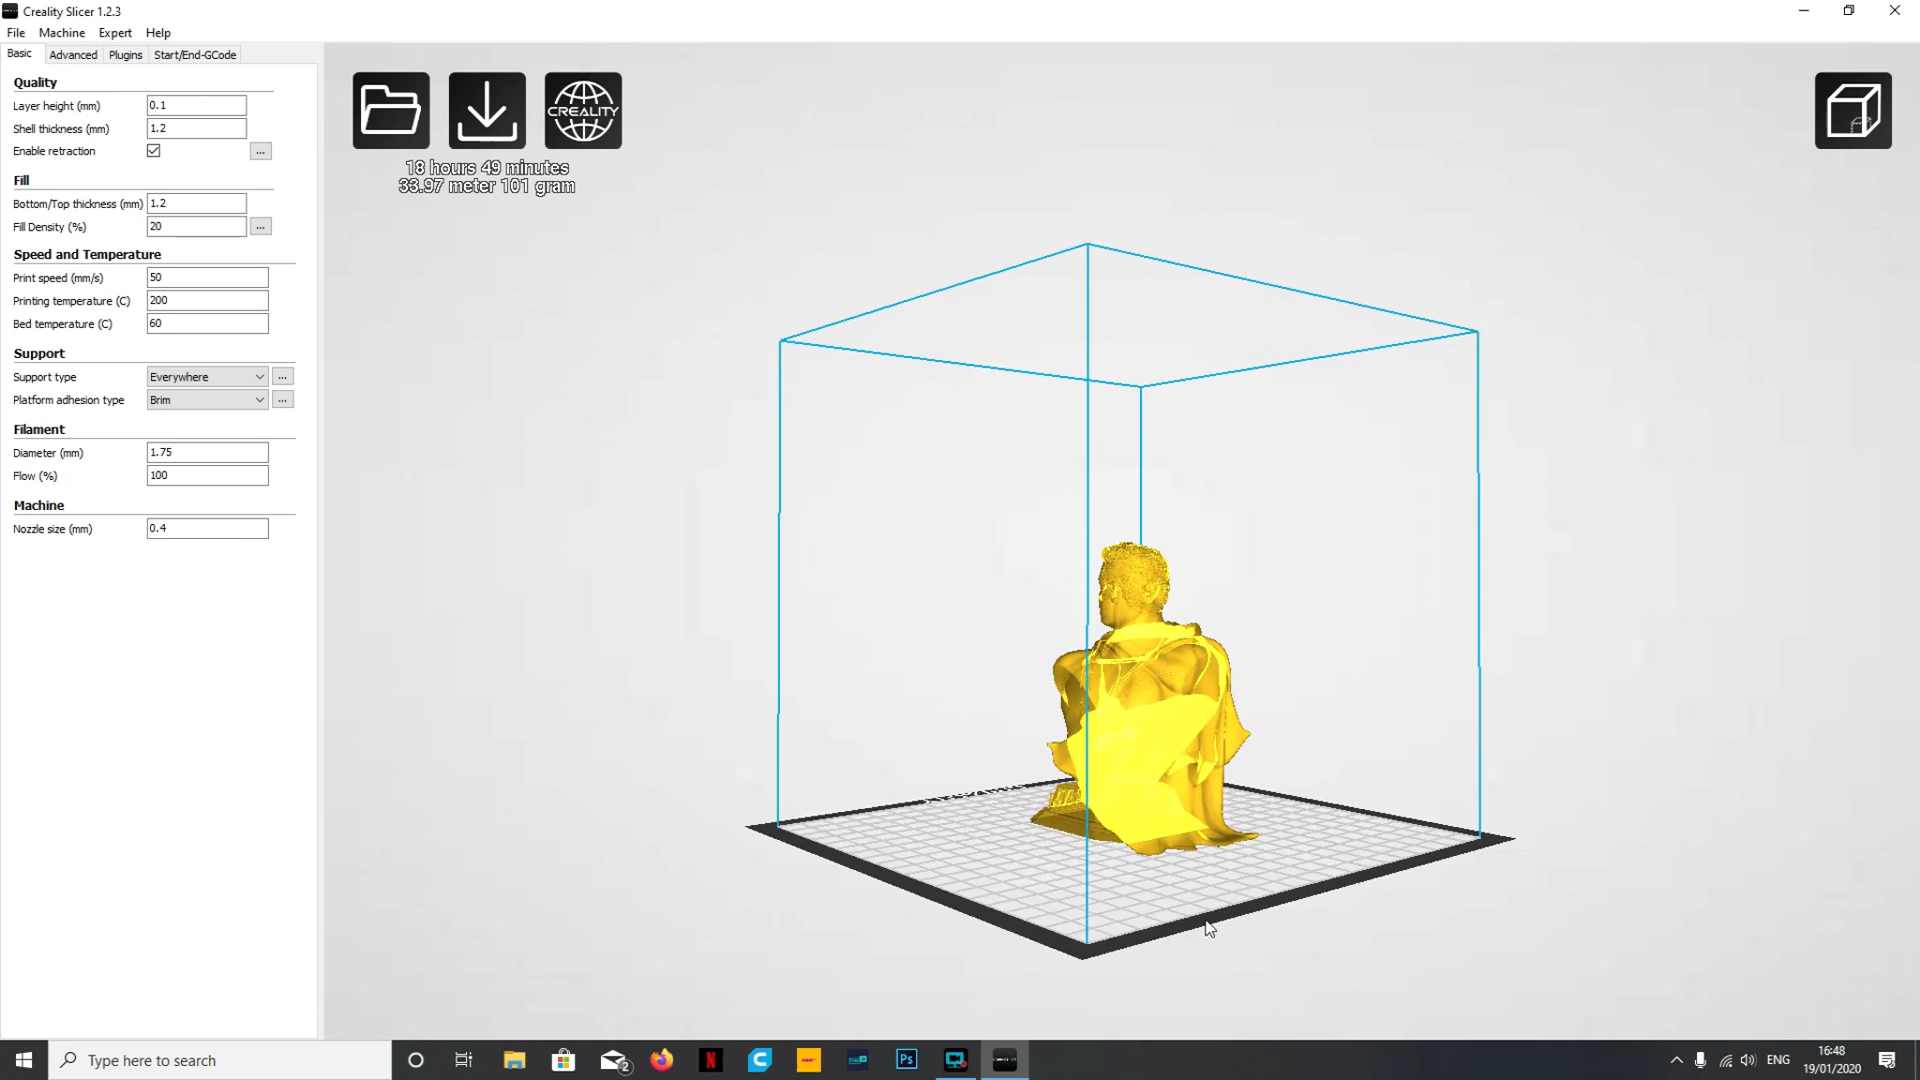 Creality Slicer 1.2.3
File Machine Expert Help
Basic Advanced Plugins Start/End-GCode
Quality
Layer height (mm) 0.1
Shell thickness (mm) 1.2
Enable retraction ...
Fill
Bottom/Top thickness (mm) 1.2
Fill Density (%) 20 ...
Speed and Temperature
Print speed (mm/s) 50
Printing temperature (C) 200
Bed temperature (C) 60
Support
Support type Everywhere ...
Platform adhesion type Brim ...
Filament
Diameter (mm) 1.75
Flow (%) 100
Machine
Nozzle size (mm) 0.4
CREALITY
18 hours 49 minutes
33.97 meter 101 gram
Type here to search
2
N
C
Ps
ENG
16:48
19/01/2020